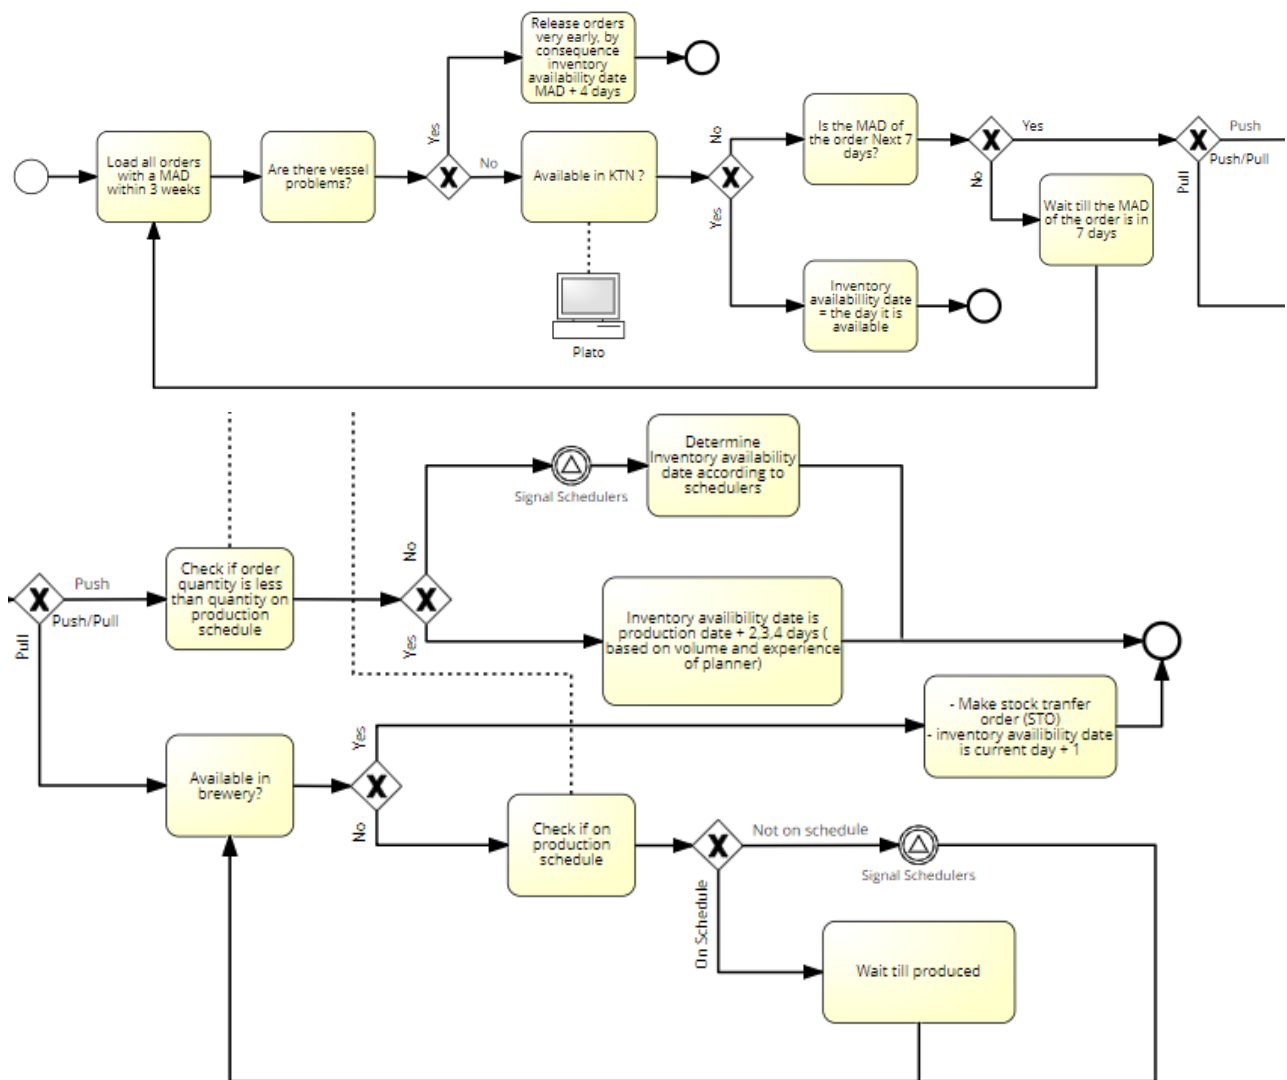 Release orders
very early, by
consequence
inventory
availability date
MAD + 4 days
Yes
Load all orders
with a MAD
within 3 weeks
Are there vessel
problems?
No
Available in KTN ?
Plato
No
Yes
Is the MAD of
the order Next 7
days?
Yes
No
Wait till the MAD
of the order is in
7 days
Inventory
availabillity date
= the day it is
available
Push
Push/Pull
Pull
Determine
Inventory availability
date according to
schedulers
Signal Schedulers
No
Check if order
quantity is less
than quantity on
production
schedule
Push
Push/Pull
Pull
Yes
Inventory availibility date is
production date + 2,3,4 days (
based on volume and experience
of planner)
- Make stock tranfer
order (STO)
- inventory availibility date
is current day + 1
Yes
Available in
brewery?
No
Check if on
production
schedule
Not on schedule
Signal Schedulers
On Schedule
Wait till produced